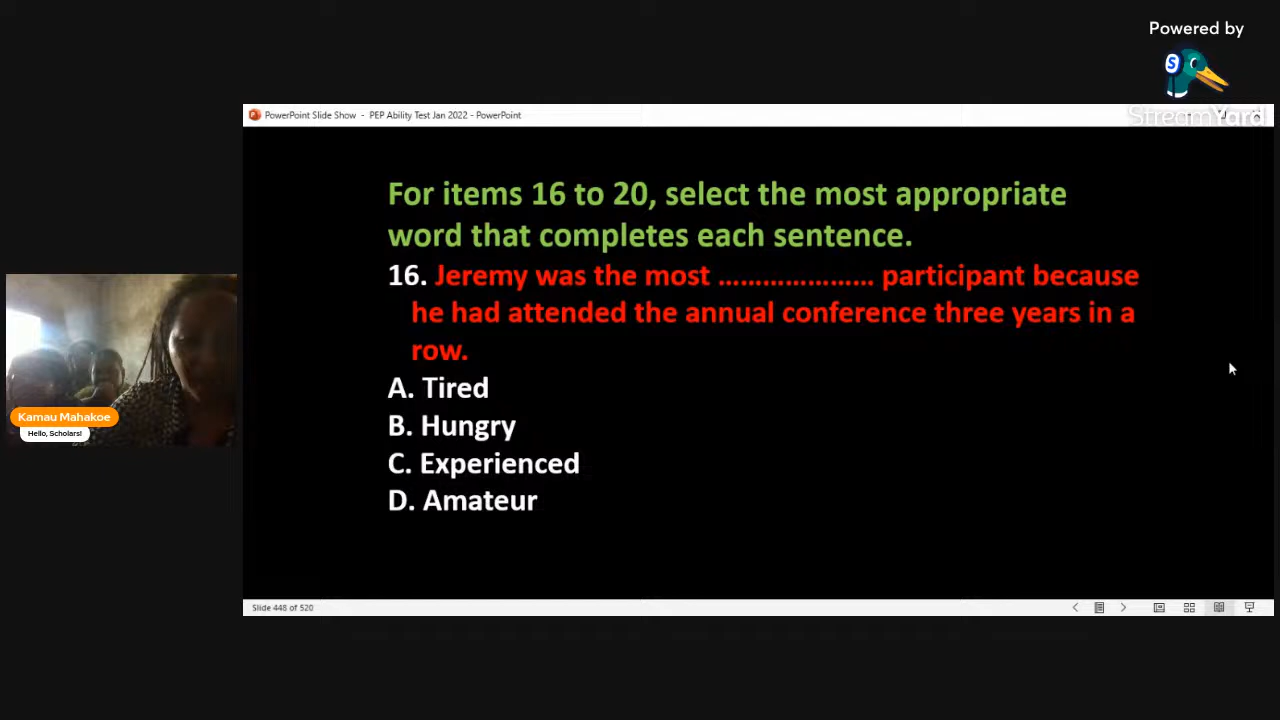 Powered by
StreamYard
PowerPoint Slide Show - PEP Ability Test Jan 2022 - PowerPoint
For items 16 to 20, select the most appropriate
word that completes each sentence.
16. Jeremy was the most ..................... participant because
he had attended the annual conference three years in a
row.
A. Tired
B. Hungry
C. Experienced
D. Amateur
Kamau Mahakoe
Hello, Scholars!
Slide 448 of 520